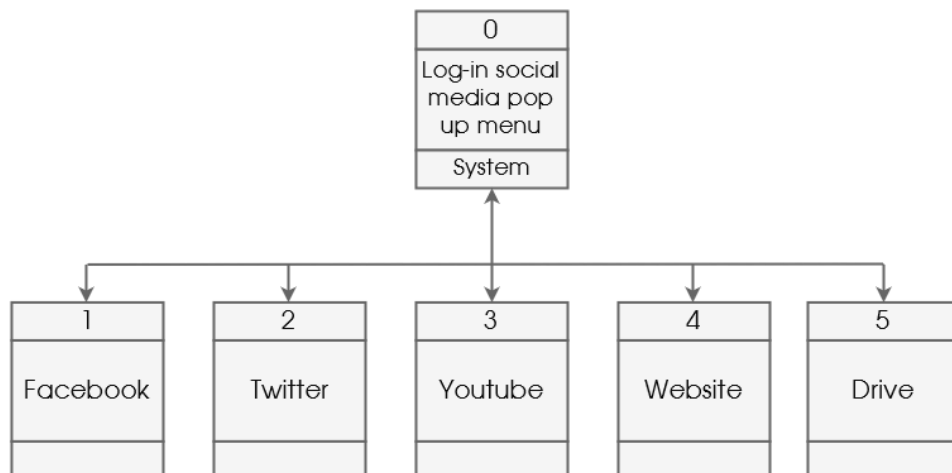 0
Log-in social
media pop
up menu
System
1
2
3
4
5
Facebook
Twitter
Youtube
Website
Drive